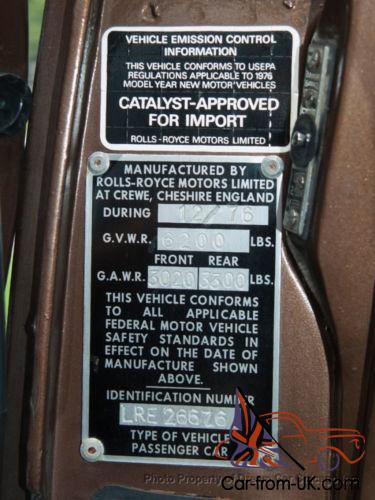 VEHICLE EMISSION CONTROL
INFORMATION
THIS VEHICLE CONFORMS TO USEPA
REGULATIONS APPLICABLE TO 1976
MODEL YEAR NEW MOTOR VEHICLES
CATALYST-APPROVED
FOR IMPORT
ROLLS-ROYCE MOTORS LIMITED
MANUFACTURED BY
ROLLS-ROYCE MOTORS LIMITED
AT CREWE, CHESHIRE ENGLAND
DURING 12/76
G.V.W.R. 6200 LBS.
FRONT REAR
G.A.W.R. 3020 3300 LBS.
THIS VEHICLE CONFORMS
TO ALL APPLICABLE
FEDERAL MOTOR VEHICLE
SAFETY STANDARDS IN
EFFECT ON THE DATE OF
MANUFACTURE SHOWN
ABOVE.
IDENTIFICATION NUMBER
LRE 26676
TYPE OF VEHICLE
PASSENGER CAR
Photo Property
Car-from-UK.com